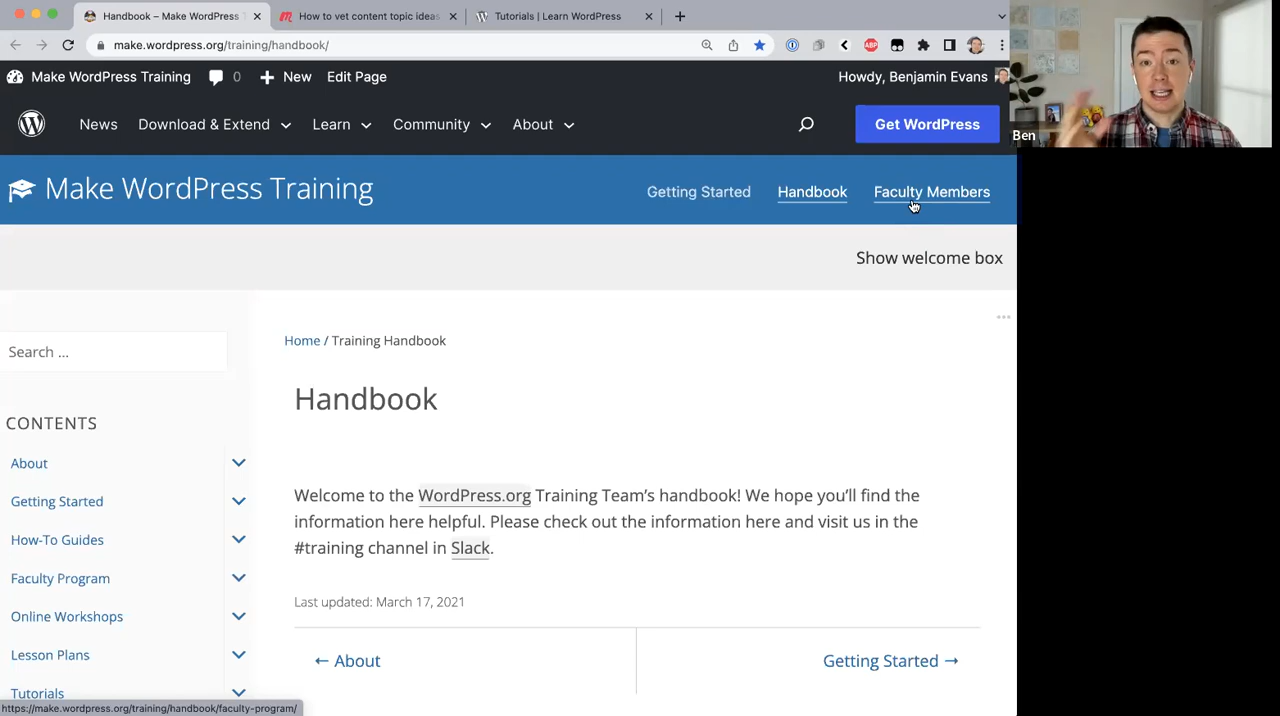 Handbook – Make WordPress T
How to vet content topic ideas
Tutorials | Learn WordPress
make.wordpress.org/training/handbook/
ABP
Make WordPress Training 0 New Edit Page Howdy, Benjamin Evans
News Download & Extend Learn Community About Get WordPress
Ben
Make WordPress Training Getting Started Handbook Faculty Members
Show welcome box
Home / Training Handbook
Search ...
Handbook
CONTENTS
About
Getting Started
How-To Guides
Faculty Program
Online Workshops
Lesson Plans
Tutorials
Welcome to the WordPress.org Training Team's handbook! We hope you'll find the
information here helpful. Please check out the information here and visit us in the
#training channel in Slack.
Last updated: March 17, 2021
← About Getting Started →
https://make.wordpress.org/training/handbook/faculty-program/